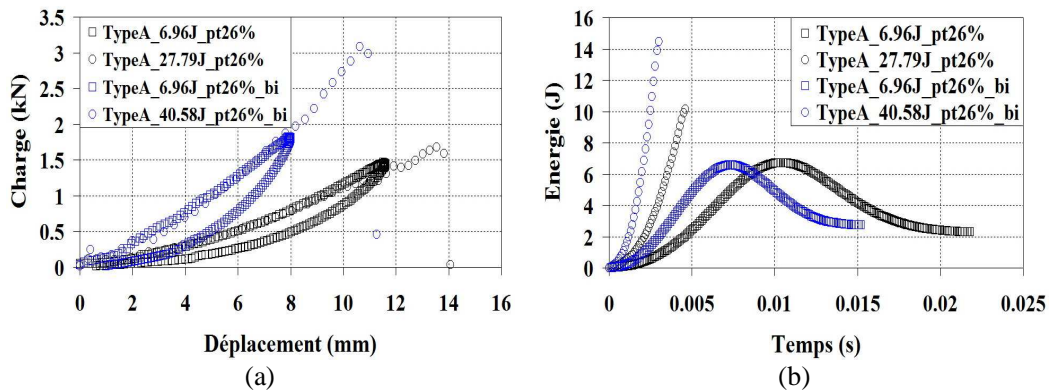 3.5
3
2.5
2
1.5
1
0.5
0
Charge (kN)
TypeA_6.96J_pt26%
TypeA_27.79J_pt26%
TypeA_6.96J_pt26%_bi
TypeA_40.58J_pt26%_bi
0 2 4 6 8 10 12 14 16
Déplacement (mm)
(a)
16
14
12
10
8
6
4
2
0
Energie (J)
TypeA_6.96J_pt26%
TypeA_27.79J_pt26%
TypeA_6.96J_pt26%_bi
TypeA_40.58J_pt26%_bi
0 0.005 0.01 0.015 0.02 0.025
Temps (s)
(b)